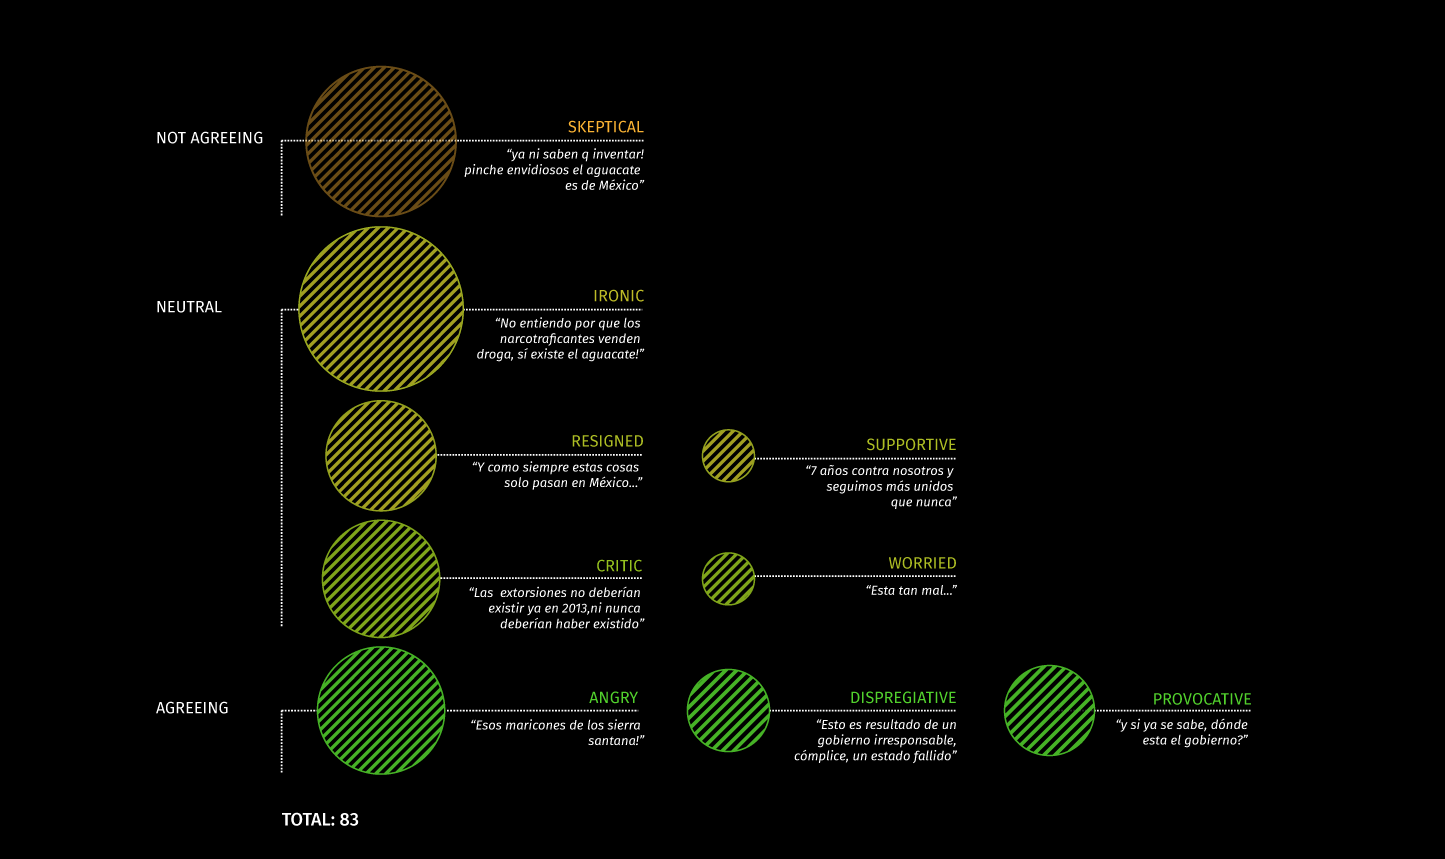 NOT AGREEING
SKEPTICAL
“ya ni saben q inventar!
pinche envidiosos el aguacate
es de México”
NEUTRAL
IRONIC
“No entiendo por que los
narcotraficantes venden
droga, sí existe el aguacate!”
RESIGNED
“Y como siempre estas cosas
solo pasan en México...”
SUPPORTIVE
“7 años contra nosotros y
seguimos más unidos
que nunca”
CRITIC
“Las  extorsiones no deberían
existir ya en 2013,ni nunca
deberían haber existido”
WORRIED
“Esta tan mal...”
AGREEING
ANGRY
“Esos maricones de los sierra
santana!”
DISPREGIATIVE
“Esto es resultado de un
gobierno irresponsable,
cómplice, un estado fallido”
PROVOCATIVE
“y si ya se sabe, dónde
esta el gobierno?”
TOTAL: 83